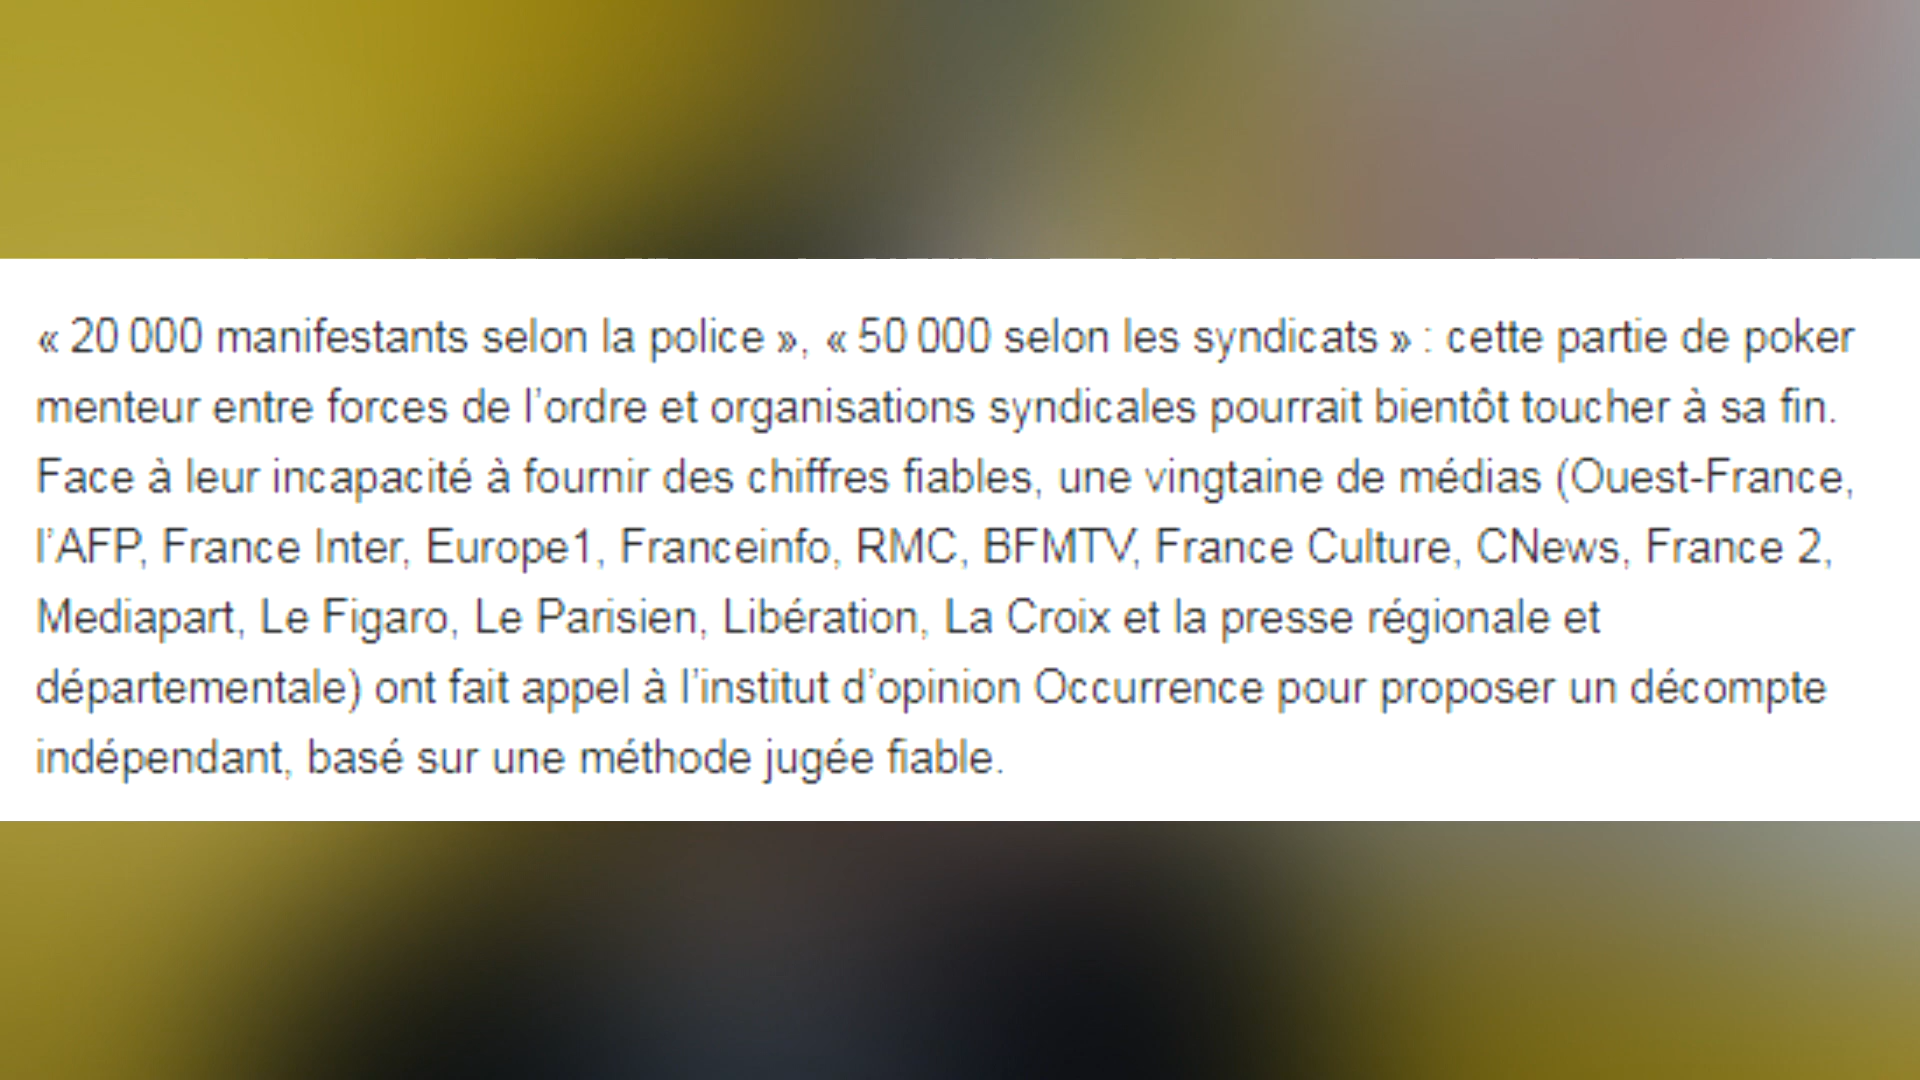 « 20 000 manifestants selon la police », « 50 000 selon les syndicats » : cette partie de poker
menteur entre forces de l’ordre et organisations syndicales pourrait bientôt toucher à sa fin.
Face à leur incapacité à fournir des chiffres fiables, une vingtaine de médias (Ouest-France,
l’AFP, France Inter, Europe1, Franceinfo, RMC, BFMTV, France Culture, CNews, France 2,
Mediapart, Le Figaro, Le Parisien, Libération, La Croix et la presse régionale et
départementale) ont fait appel à l’institut d’opinion Occurrence pour proposer un décompte
indépendant, basé sur une méthode jugée fiable.